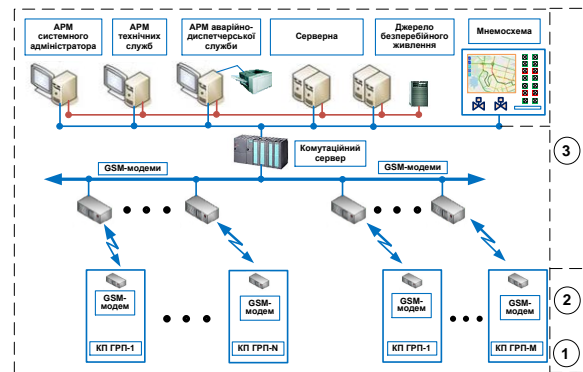 АРМ
системного
адміністратора
АРМ
технічних
служб
АРМ аварійно-
диспетчерської
служби
Серверна
Джерело
безперебійного
живлення
Мнемосхема
Комутаційний
сервер
GSM-модеми
GSM-модеми
3
GSM-
модем
КП ГРП-1
GSM-
модем
КП ГРП-N
GSM-
модем
КП ГРП-1
GSM-
модем
КП ГРП-М
2
1